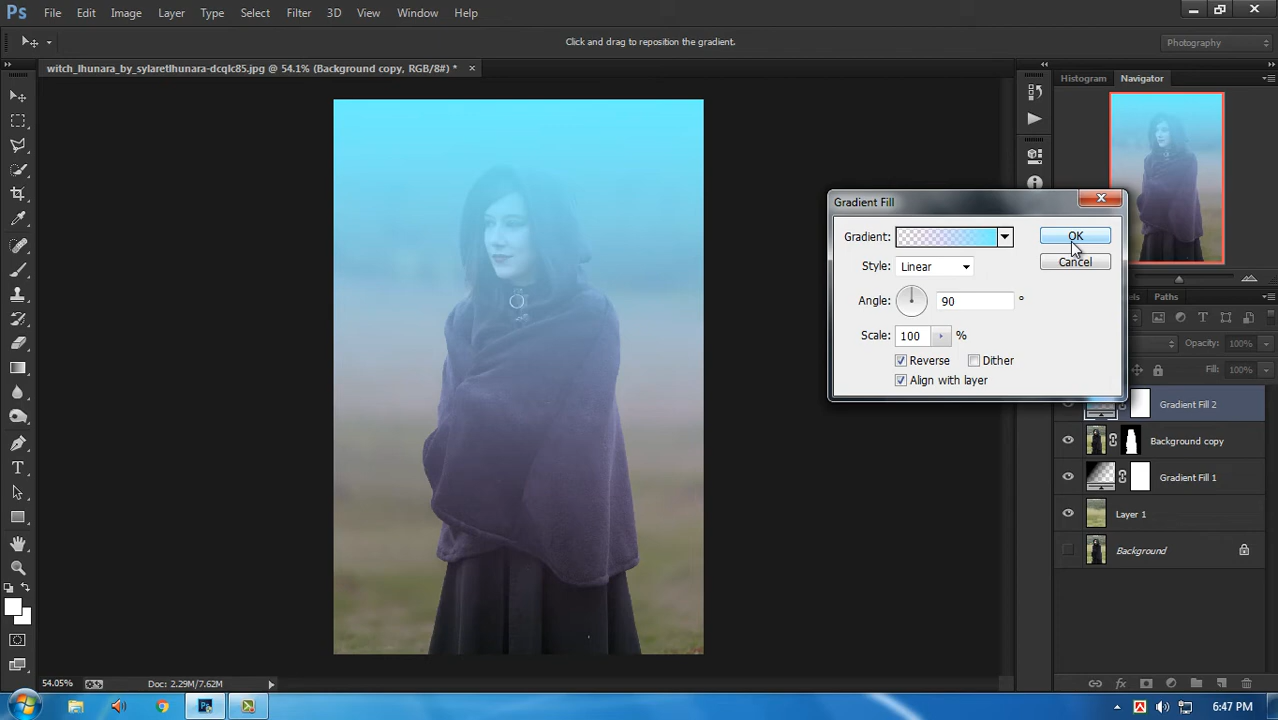 Ps File Edit Image Layer Type Select Filter 3D View Window Help
Click and drag to reposition the gradient.
Photography
witch_lhunara_by_sylaretlhunara-dcqlc85.jpg @ 54.1% (Background copy, RGB/8#) *
Histogram Navigator
Gradient Fill
Gradient:
OK
Style: Linear
Cancel
Angle: 90 °
Scale: 100 %
Reverse Dither
Align with layer
Paths
Opacity: 100%
Fill: 100%
Gradient Fill 2
Background copy
Gradient Fill 1
Layer 1
Background
54.05% Doc: 2.29M/7.62M
6:47 PM